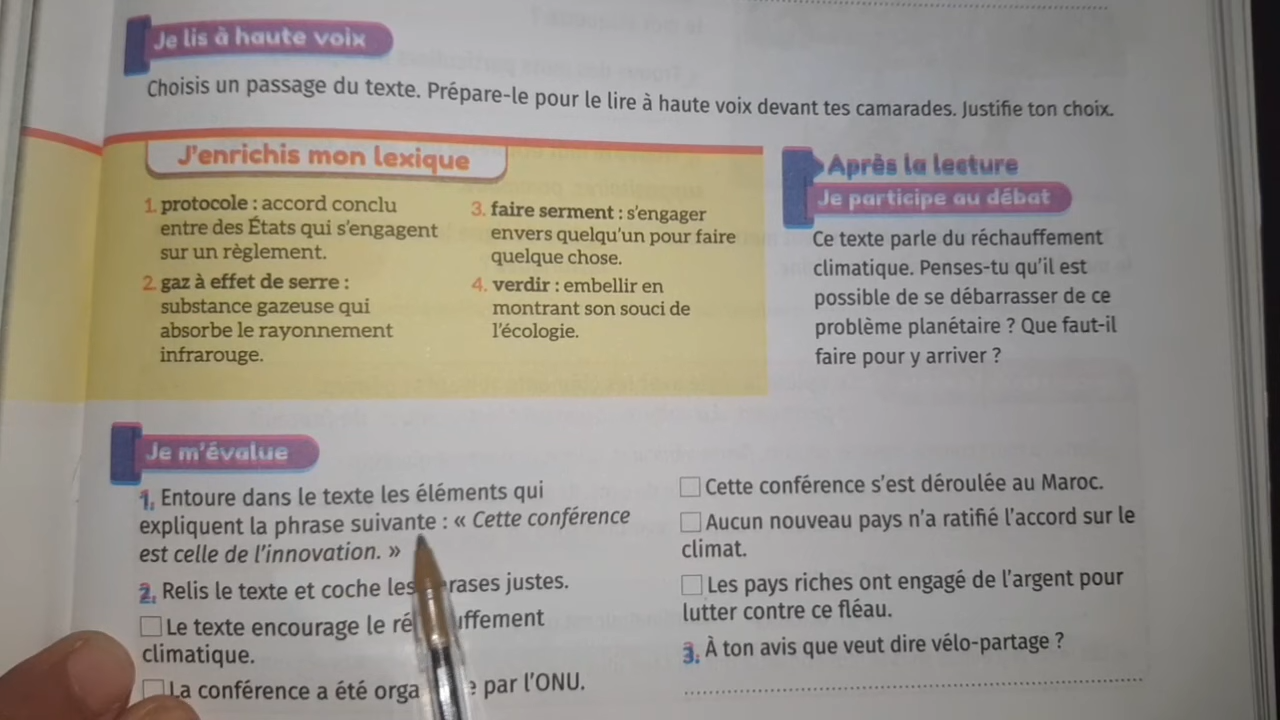 Je lis à haute voix
Choisis un passage du texte. Prépare-le pour le lire à haute voix devant tes camarades. Justifie ton choix.
J'enrichis mon lexique
1. protocole : accord conclu
entre des États qui s'engagent
sur un règlement.
2. gaz à effet de serre :
substance gazeuse qui
absorbe le rayonnement
infrarouge.
3. faire serment : s'engager
envers quelqu'un pour faire
quelque chose.
4. verdir : embellir en
montrant son souci de
l'écologie.
Après la lecture
Je participe au débat
Ce texte parle du réchauffement
climatique. Penses-tu qu'il est
possible de se débarrasser de ce
problème planétaire ? Que faut-il
faire pour y arriver ?
Je m'évalue
1. Entoure dans le texte les éléments qui
expliquent la phrase suivante : « Cette conférence
est celle de l'innovation. »
2. Relis le texte et coche les rases justes.
Le texte encourage le ré uffement
climatique.
La conférence a été orga e par l'ONU.
Cette conférence s'est déroulée au Maroc.
Aucun nouveau pays n'a ratifié l'accord sur le
climat.
Les pays riches ont engagé de l'argent pour
lutter contre ce fléau.
3. À ton avis que veut dire vélo-partage ?